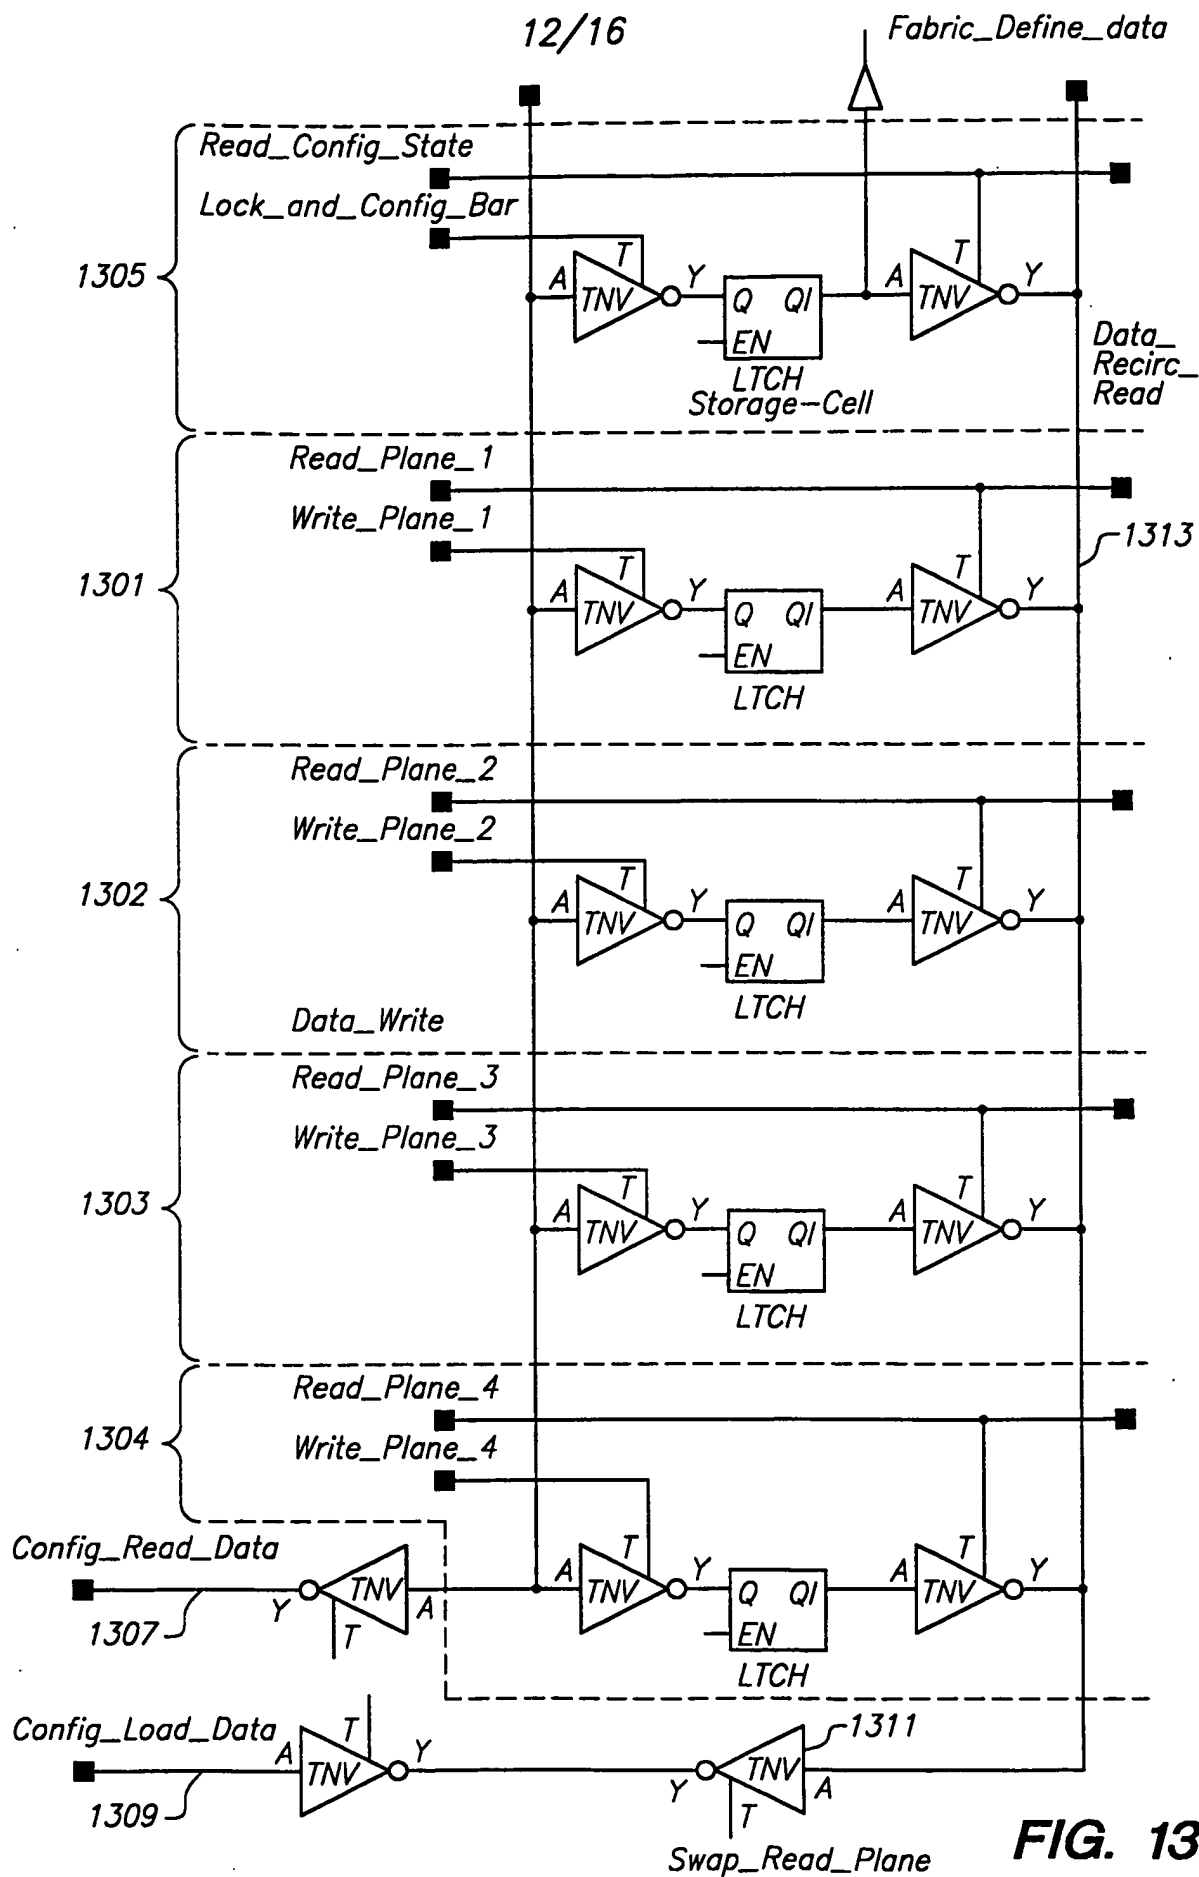 12/16
Fabric_Define_data
Read_Config_State
Lock_and_Config_Bar
1305
A TNV T Y
Q QI
EN
LTCH
Storage-Cell
A TNV T Y
Data_
Recirc_
Read
Read_Plane_1
Write_Plane_1
1301
A TNV T Y
Q QI
EN
LTCH
A TNV T Y
1313
Read_Plane_2
Write_Plane_2
1302
A TNV T Y
Q QI
EN
LTCH
A TNV T Y
Data_Write
Read_Plane_3
Write_Plane_3
1303
A TNV T Y
Q QI
EN
LTCH
A TNV T Y
Read_Plane_4
Write_Plane_4
1304
Config_Read_Data
Y TNV A
T
1307
A TNV T Y
Q QI
EN
LTCH
A TNV T Y
Config_Load_Data
A TNV T Y
1309
Y TNV A
T
1311
Swap_Read_Plane
FIG. 13